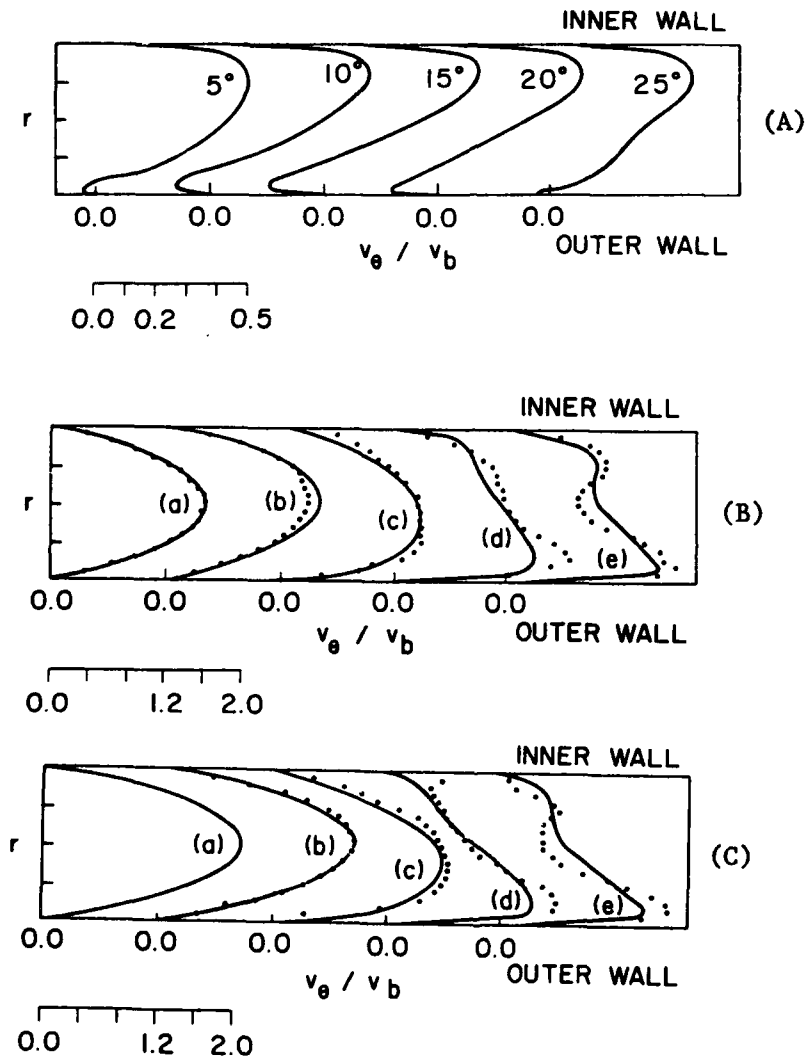 INNER WALL
5° 10° 15° 20° 25°
r
(A)
0.0 0.0 0.0 0.0 0.0
v_θ / v_b
OUTER WALL
0.0 0.2 0.5
INNER WALL
r
(a) (b) (c) (d) (e)
(B)
0.0 0.0 0.0 0.0 0.0
v_θ / v_b
OUTER WALL
0.0 1.2 2.0
INNER WALL
r
(a) (b) (c) (d) (e)
(C)
0.0 0.0 0.0 0.0 0.0
v_θ / v_b
OUTER WALL
0.0 1.2 2.0